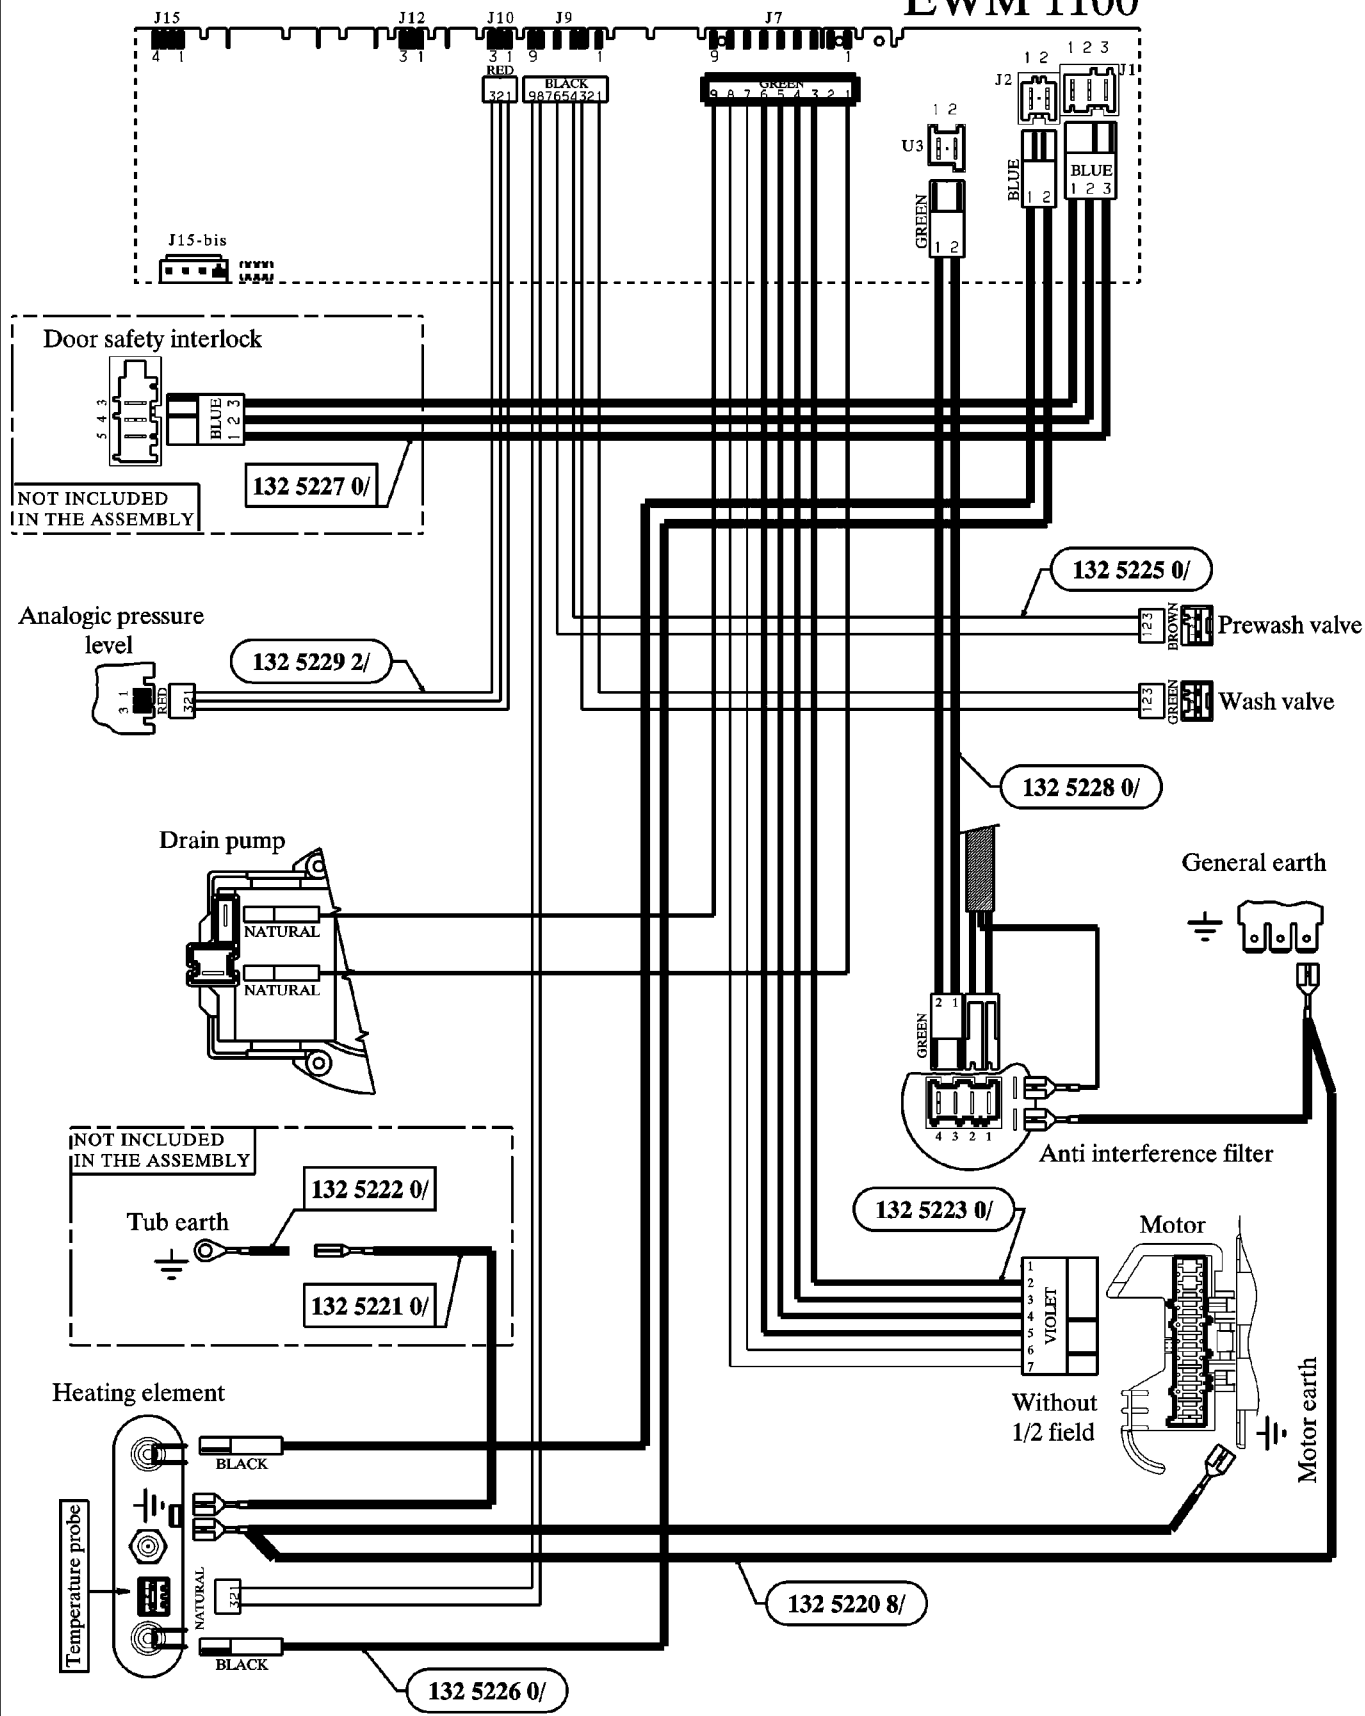 EWM 1100
J15 J12 J10 J9 J7
4 1 3 1 3 1 9 1 9 1
RED
321
BLACK
987654321
GREEN
9 8 7 6 5 4 3 2 1
1 2 3
J1
1 2
J2
1 2
U3
BLUE
1 2
BLUE
1 2 3
GREEN
1 2
J15-bis
Door safety interlock
3
4
5
BLUE
1 2 3
132 5227 0/
NOT INCLUDED
IN THE ASSEMBLY
132 5225 0/
Analogic pressure
level
3 1
RED
321
132 5229 2/
123
BROWN
Prewash valve
123
GREEN
Wash valve
132 5228 0/
Drain pump
NATURAL
NATURAL
General earth
2 1
GREEN
4 3 2 1
Anti interference filter
NOT INCLUDED
IN THE ASSEMBLY
132 5222 0/
Tub earth
132 5221 0/
132 5223 0/
Motor
1
2
3
4
5
6
7
VIOLET
Without
1/2 field
Motor earth
Heating element
BLACK
Temperature probe
NATURAL
321
BLACK
132 5220 8/
132 5226 0/